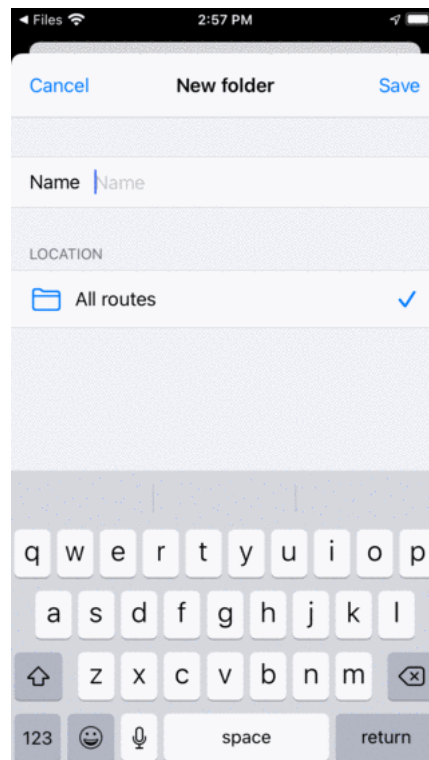 Files 2:57 PM
Cancel New folder Save
Name Name
LOCATION
All routes
q w e r t y u i o p
a s d f g h j k l
z x c v b n m
123 space return